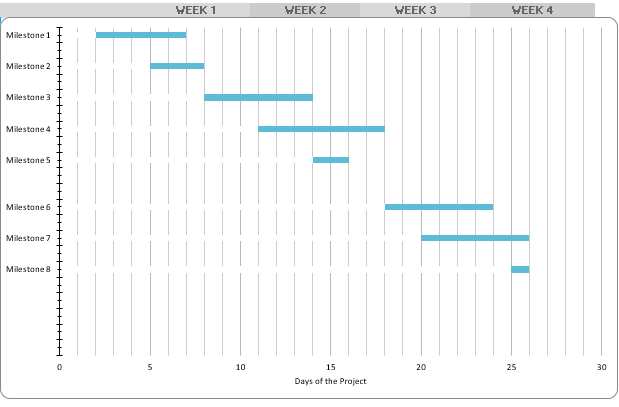 WEEK 1 WEEK 2 WEEK 3 WEEK 4
Milestone 1
Milestone 2
Milestone 3
Milestone 4
Milestone 5
Milestone 6
Milestone 7
Milestone 8
0 5 10 15 20 25 30
Days of the Project